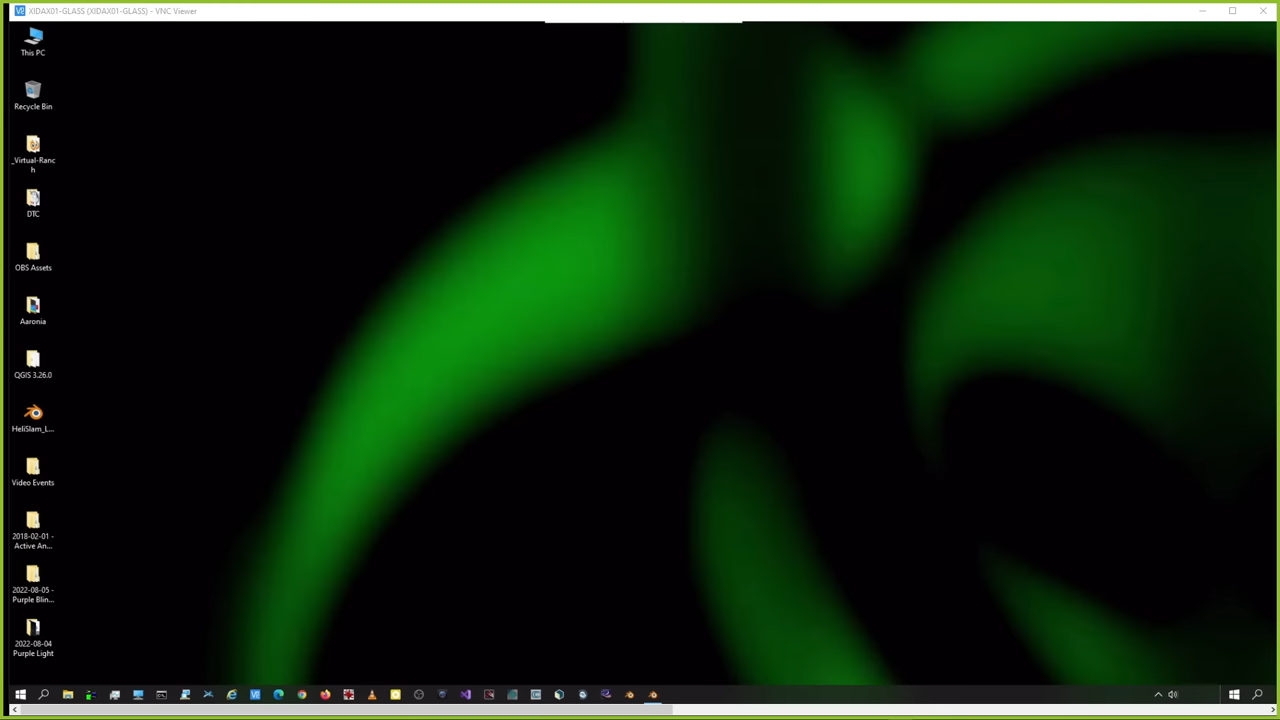 XIDAX01-GLASS (XIDAX01-GLASS) - VNC Viewer
This PC
Recycle Bin
_Virtual-Ranc
h
DTC
OBS Assets
Aaronia
QGIS 3.26.0
HeliSlam_L...
Video Events
2018-02-01 -
Active An...
2022-08-05 -
Purple Blin...
2022-08-04
Purple Light